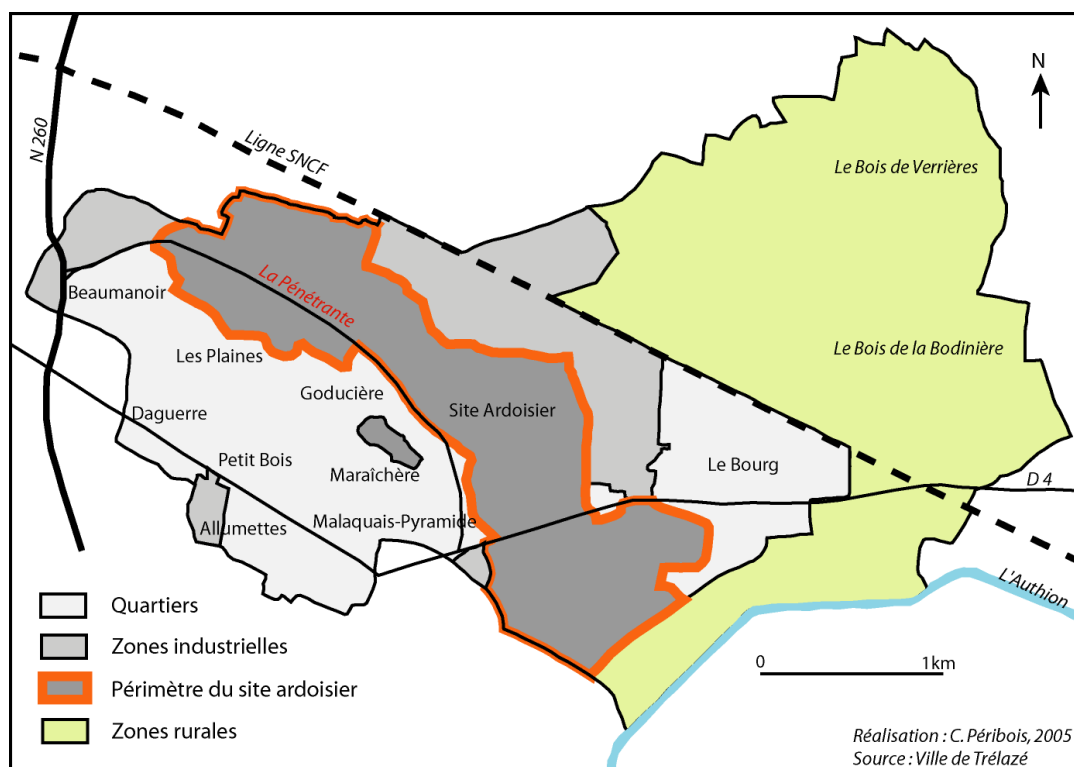 N
N 260
Ligne SNCF
Le Bois de Verrières
La Pénétrante
Beaumanoir
Les Plaines
Le Bois de la Bodinière
Goducière
Daguerre
Site Ardoisier
Petit Bois
Maraîchère
Le Bourg
D 4
Allumettes
Malaquais-Pyramide
L'Authion
Quartiers
Zones industrielles
Périmètre du site ardoisier
Zones rurales
0 1km
Réalisation : C. Péribois, 2005
Source : Ville de Trélazé